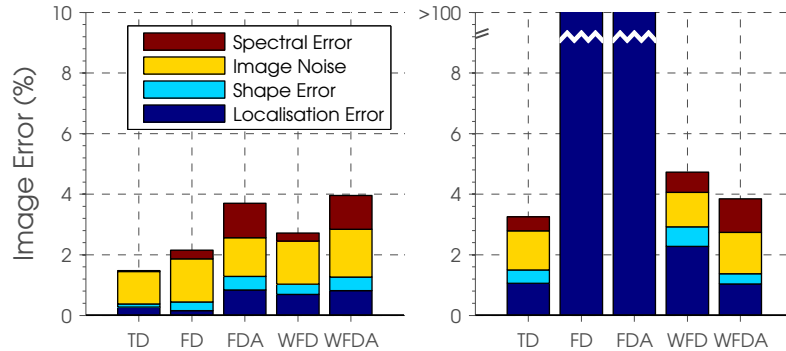 10
8
6
4
2
0
Image Error (%)
Spectral Error
Image Noise
Shape Error
Localisation Error
TD FD FDA WFD WFDA
>100
8
6
4
2
0
TD FD FDA WFD WFDA